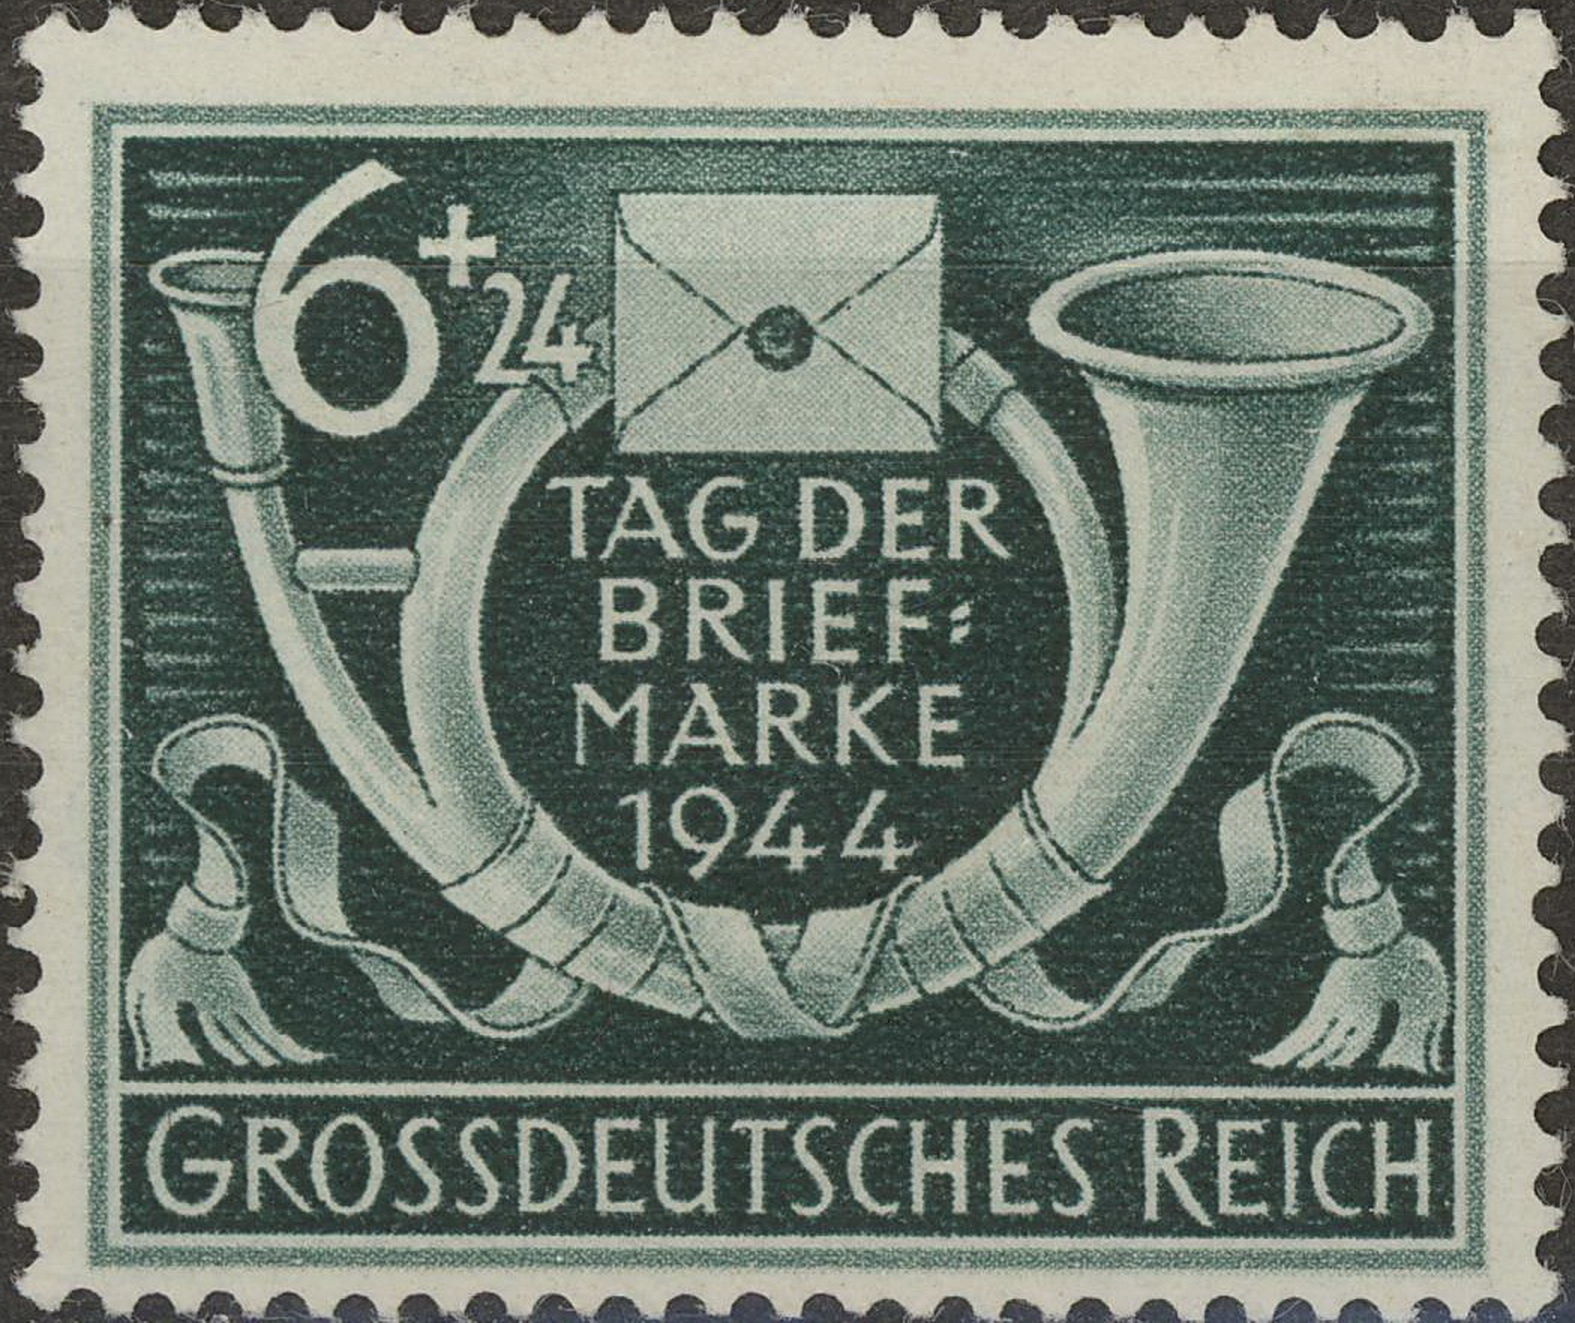 6+24
TAG DER
BRIEF=
MARKE
1944
GROSSDEUTSCHES REICH